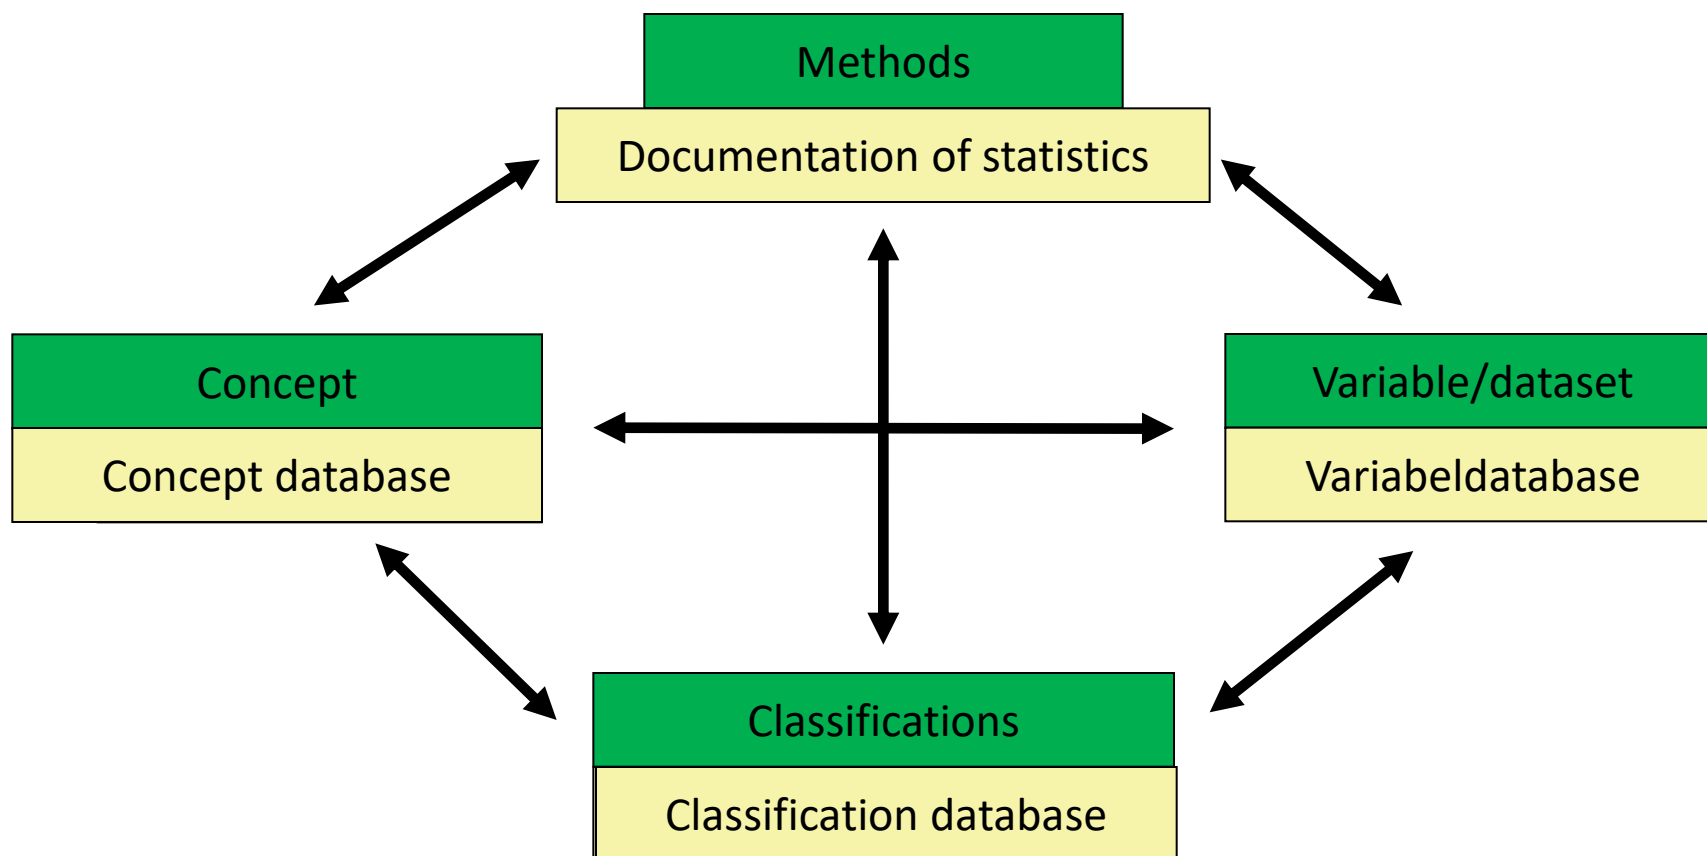 Methods
Documentation of statistics
Concept
Concept database
Variable/dataset
Variabeldatabase
Classifications
Classification database